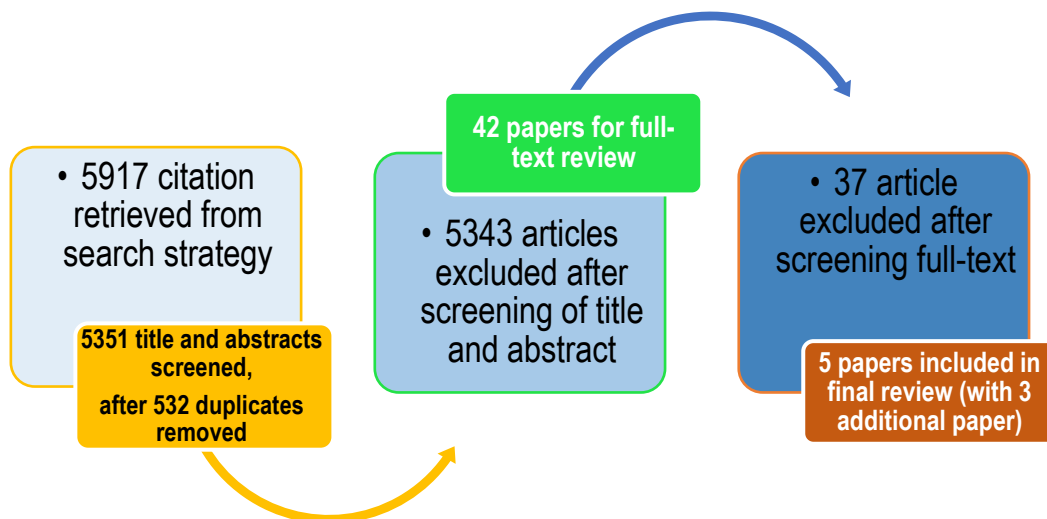 • 5917 citation
retrieved from
search strategy
5351 title and abstracts
screened,
after 532 duplicates
removed
42 papers for full-
text review
• 5343 articles
excluded after
screening of title
and abstract
• 37 article
excluded after
screening full-text
5 papers included in
final review (with 3
additional paper)